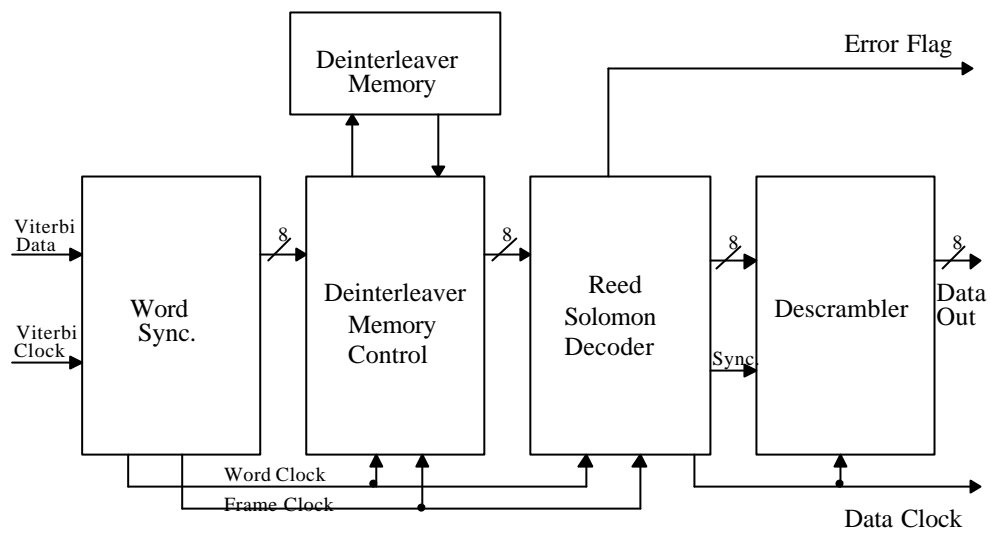 Error Flag
Deinterleaver
Memory
Viterbi
Data
8
8
8
8
Word
Sync.
Deinterleaver
Memory
Control
Reed
Solomon
Decoder
Descrambler
Data
Out
Viterbi
Clock
Sync.
Word Clock
Frame Clock
Data Clock